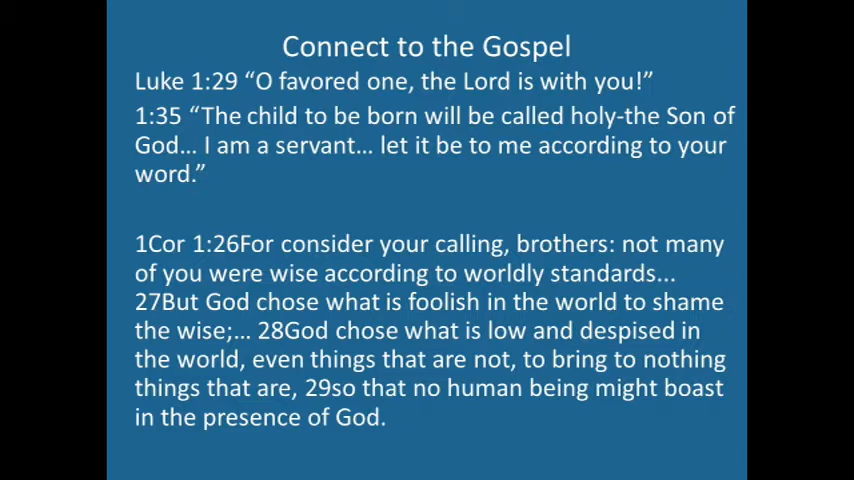 Connect to the Gospel
Luke 1:29 “O favored one, the Lord is with you!”
1:35 “The child to be born will be called holy-the Son of
God… I am a servant… let it be to me according to your
word.”
1Cor 1:26For consider your calling, brothers: not many
of you were wise according to worldly standards...
27But God chose what is foolish in the world to shame
the wise;… 28God chose what is low and despised in
the world, even things that are not, to bring to nothing
things that are, 29so that no human being might boast
in the presence of God.